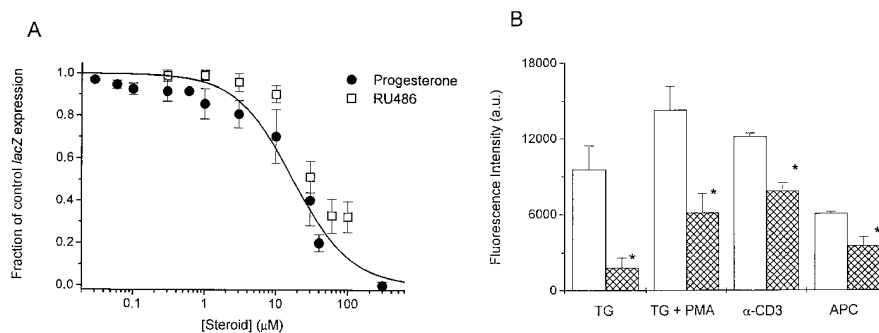 A
Fraction of control lacZ expression
1.0
0.8
0.6
0.4
0.2
0.0
Progesterone
RU486
0.1
1
10
100
[Steroid] (μM)
B
Fluorescence Intensity (a.u.)
18000
12000
6000
0
*
*
*
*
TG
TG + PMA
α-CD3
APC